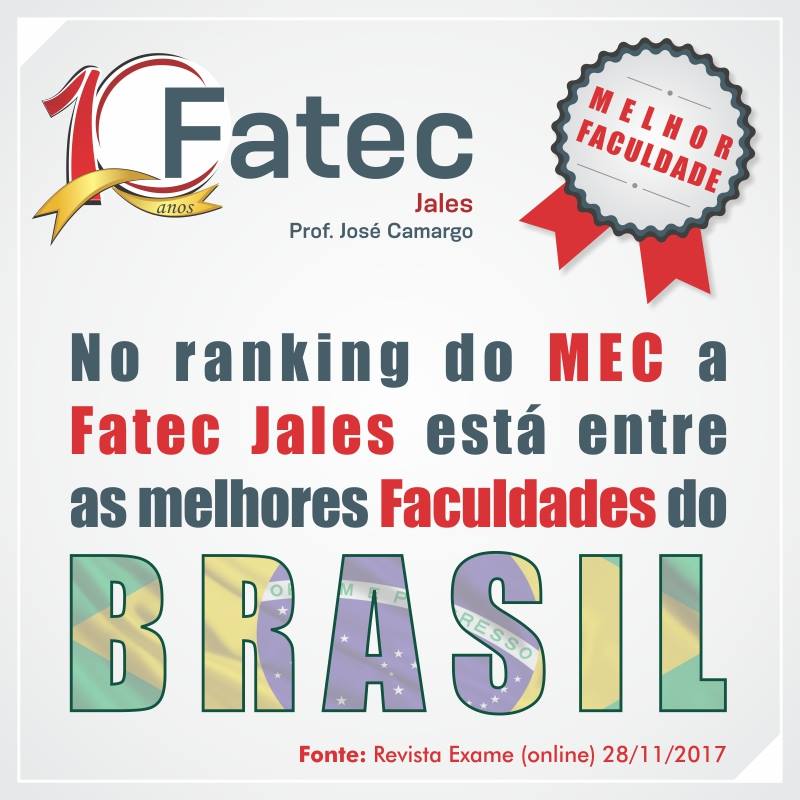 10 anos
Fatec
Jales
Prof. José Camargo
MELHOR
FACULDADE
No ranking do MEC a
Fatec Jales está entre
as melhores Faculdades do
BRASIL
Fonte: Revista Exame (online) 28/11/2017